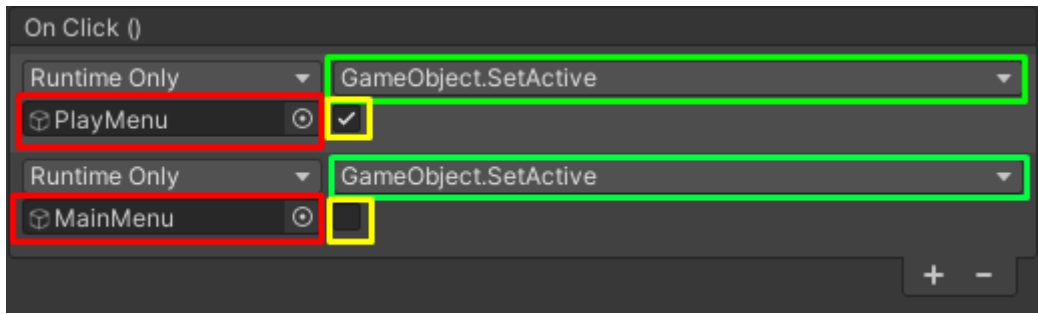 On Click ()
Runtime Only GameObject.SetActive
PlayMenu
Runtime Only GameObject.SetActive
MainMenu
+ -